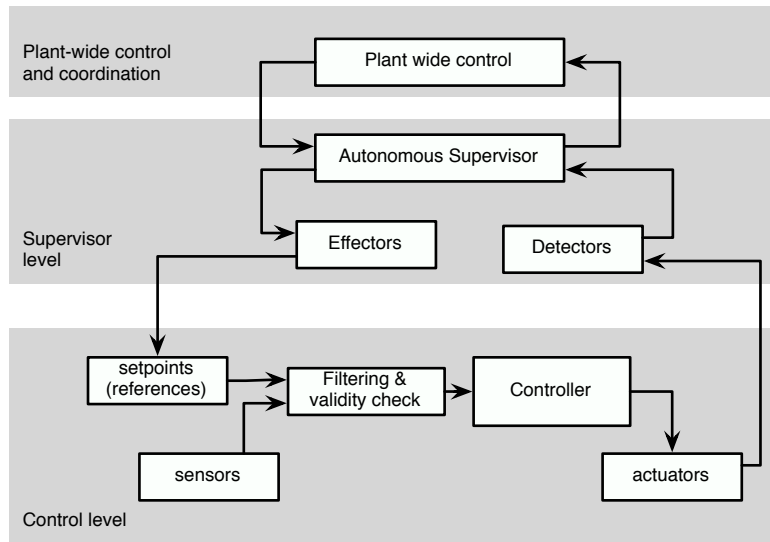 Plant-wide control
and coordination
Plant wide control
Autonomous Supervisor
Supervisor
level
Effectors
Detectors
setpoints
(references)
Filtering &
validity check
Controller
sensors
actuators
Control level